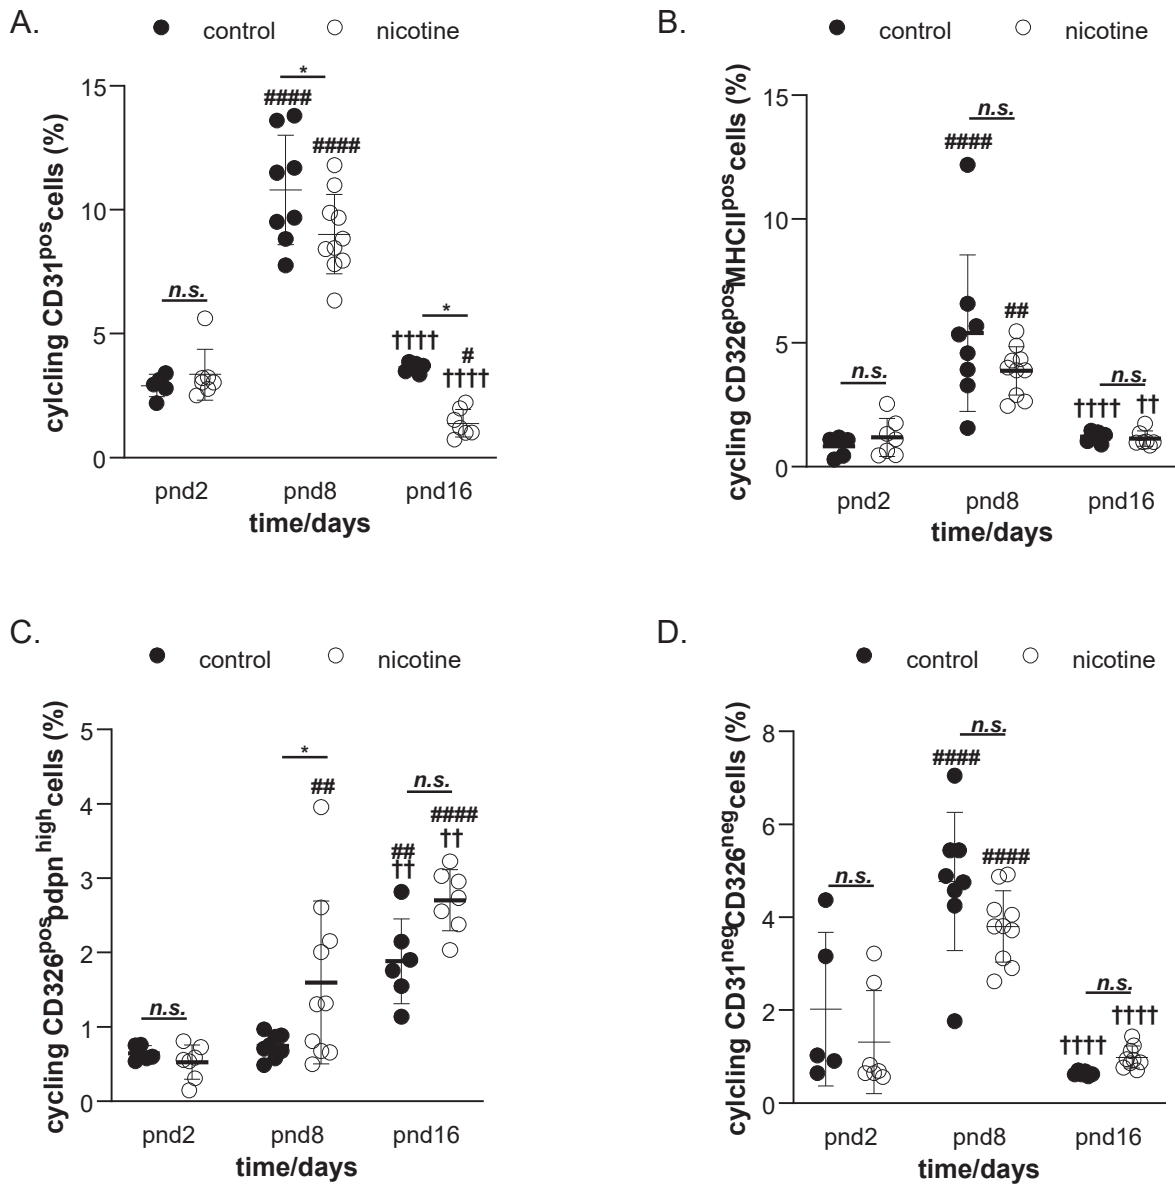 A.
control nicotine
cylcling CD31pos cells (%)
15
10
5
0
*
####
####
n.s.
*
††††
#
††††
pnd2 pnd8 pnd16
time/days
B.
control nicotine
cycling CD326posMHCIIpos cells (%)
15
10
5
0
n.s.
####
##
n.s.
n.s.
††††
††
pnd2 pnd8 pnd16
time/days
C.
control nicotine
cycling CD326pospdpnhigh cells (%)
5
4
3
2
1
0
*
##
n.s.
####
††
##
††
n.s.
pnd2 pnd8 pnd16
time/days
D.
control nicotine
cylcling CD31negCD326neg cells (%)
8
6
4
2
0
n.s.
####
####
n.s.
n.s.
††††
††††
pnd2 pnd8 pnd16
time/days